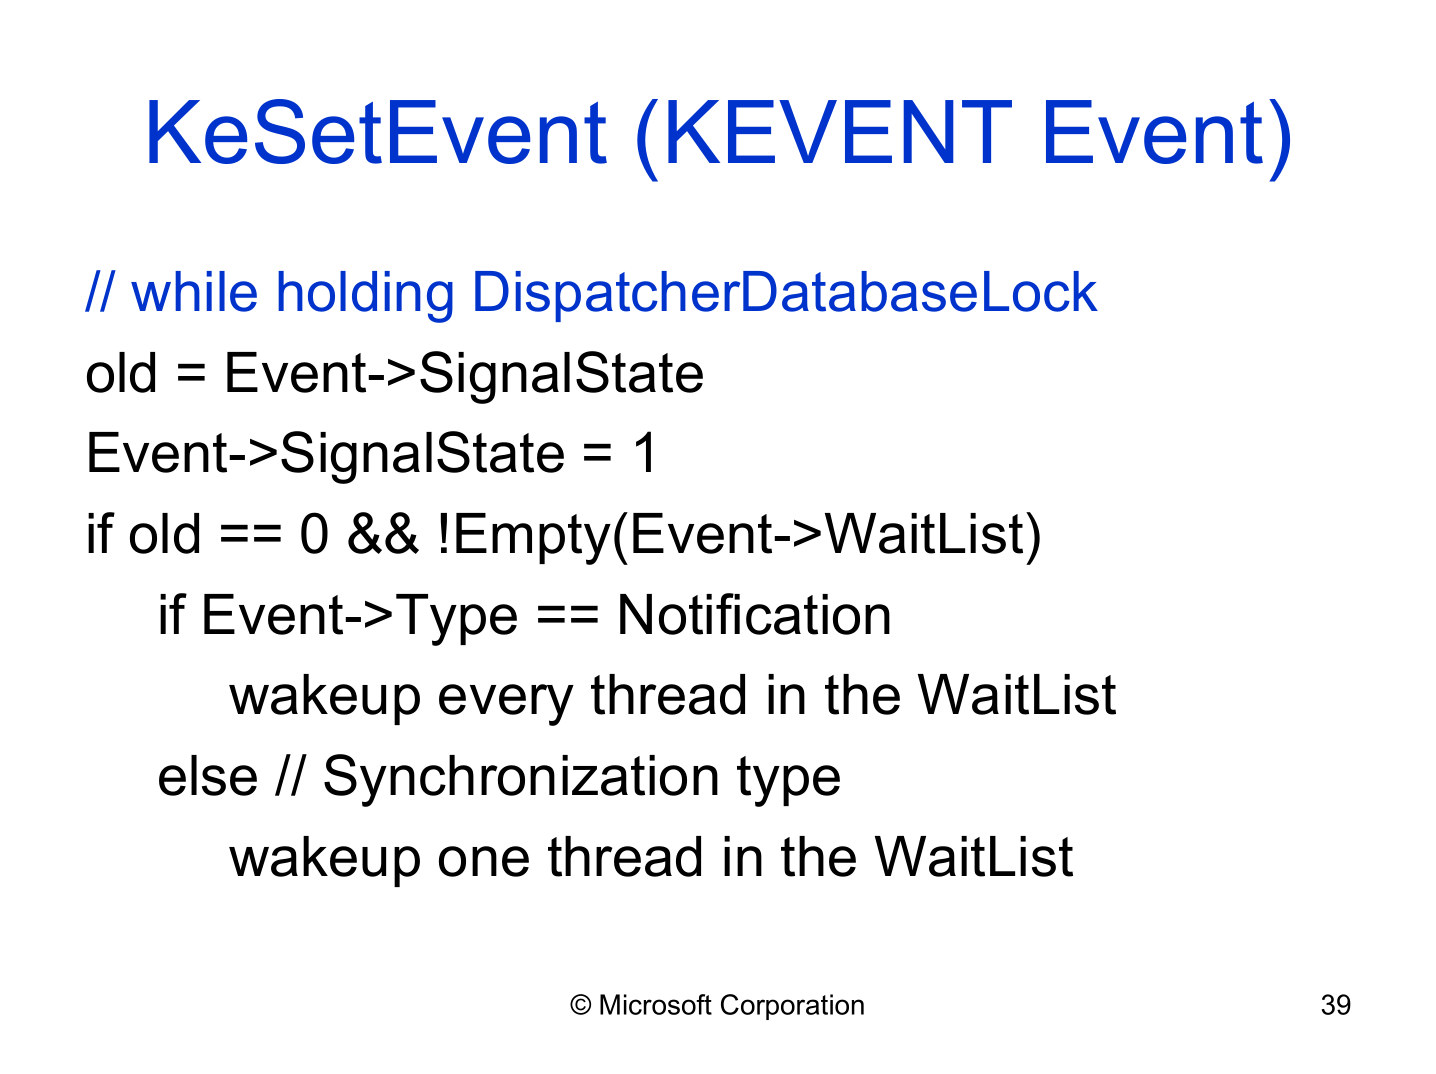 KeSetEvent (KEVENT Event)
// while holding DispatcherDatabaseLock
old = Event->SignalState
Event->SignalState = 1
if old == 0 && !Empty(Event->WaitList)
if Event->Type == Notification
wakeup every thread in the WaitList
else // Synchronization type
wakeup one thread in the WaitList
© Microsoft Corporation
39